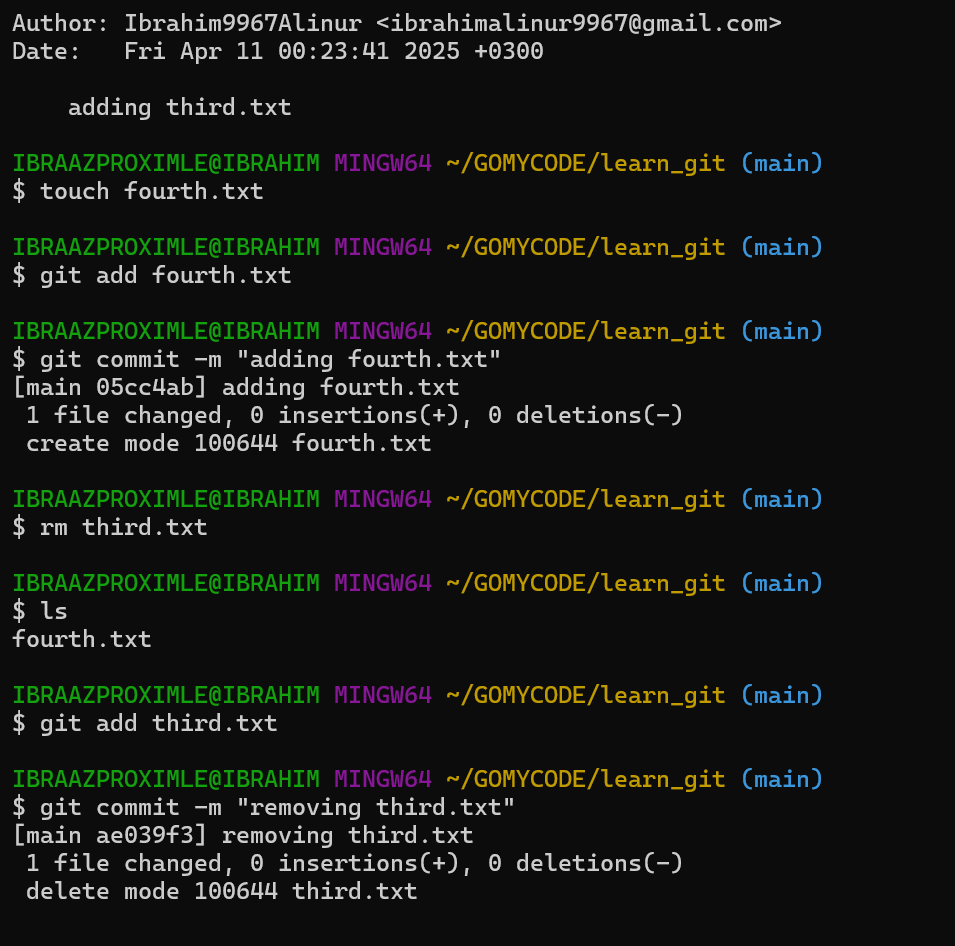 Author: Ibrahim9967Alinur <ibrahimalinur9967@gmail.com>
Date:   Fri Apr 11 00:23:41 2025 +0300

    adding third.txt

IBRAAZPROXIMLE@IBRAHIM MINGW64 ~/GOMYCODE/learn_git (main)
$ touch fourth.txt

IBRAAZPROXIMLE@IBRAHIM MINGW64 ~/GOMYCODE/learn_git (main)
$ git add fourth.txt

IBRAAZPROXIMLE@IBRAHIM MINGW64 ~/GOMYCODE/learn_git (main)
$ git commit -m "adding fourth.txt"
[main 05cc4ab] adding fourth.txt
 1 file changed, 0 insertions(+), 0 deletions(-)
 create mode 100644 fourth.txt

IBRAAZPROXIMLE@IBRAHIM MINGW64 ~/GOMYCODE/learn_git (main)
$ rm third.txt

IBRAAZPROXIMLE@IBRAHIM MINGW64 ~/GOMYCODE/learn_git (main)
$ ls
fourth.txt

IBRAAZPROXIMLE@IBRAHIM MINGW64 ~/GOMYCODE/learn_git (main)
$ git add third.txt

IBRAAZPROXIMLE@IBRAHIM MINGW64 ~/GOMYCODE/learn_git (main)
$ git commit -m "removing third.txt"
[main ae039f3] removing third.txt
 1 file changed, 0 insertions(+), 0 deletions(-)
 delete mode 100644 third.txt